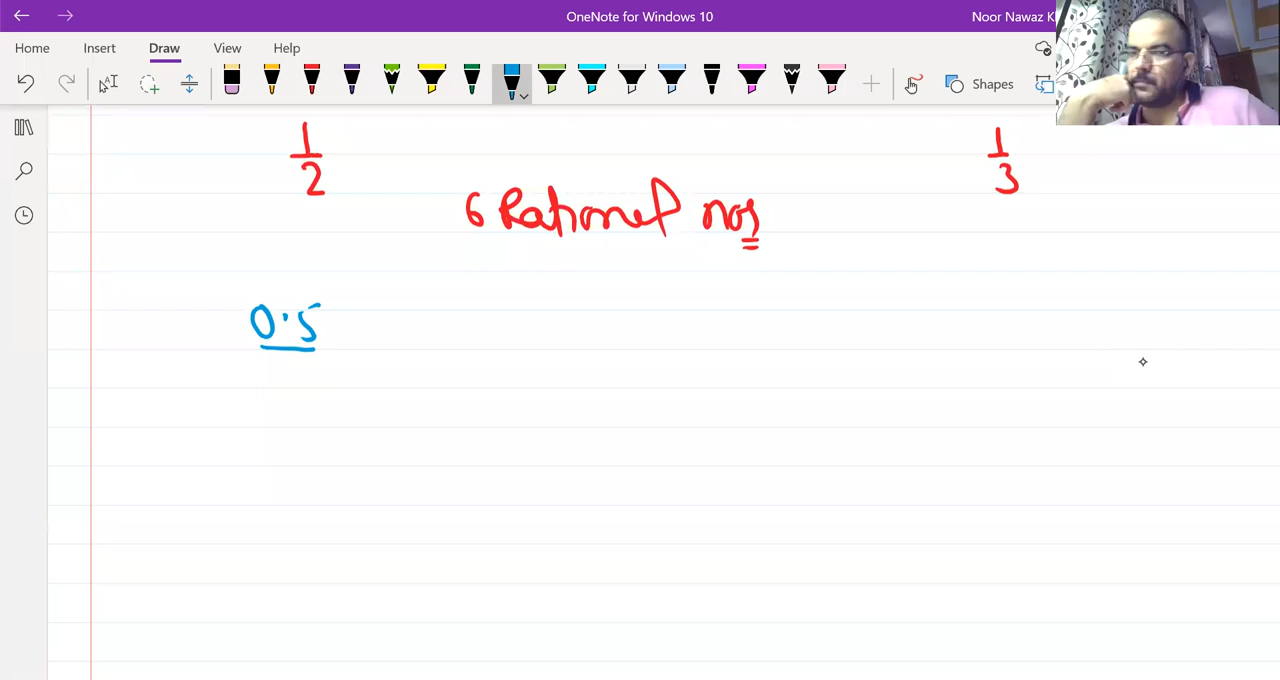 OneNote for Windows 10
Noor Nawaz K
Home Insert Draw View Help
Shapes
1/2
1/3
6 Rational nos
0.5